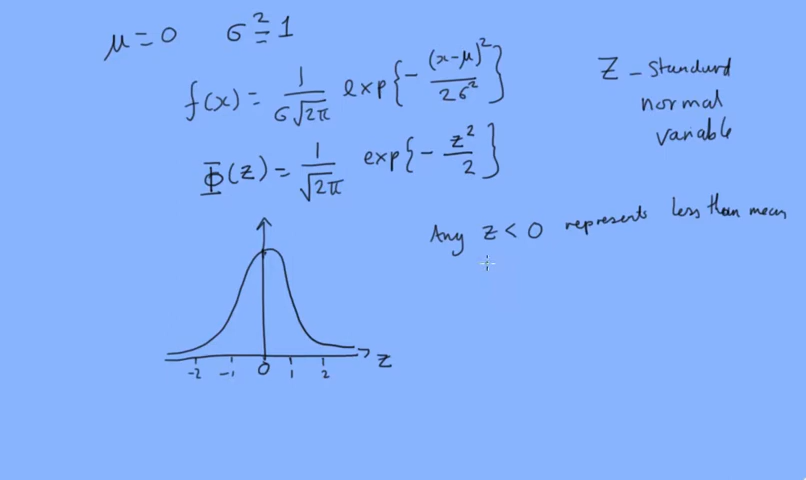 μ = 0 σ² = 1
f(x) = 1/(σ√2π) exp{ - (x-μ)²/2σ² }
Z - standard
normal
variable
Φ(z) = 1/√2π exp{ - z²/2 }
Any z < 0 represents less than mean
z
-2 -1 0 1 2